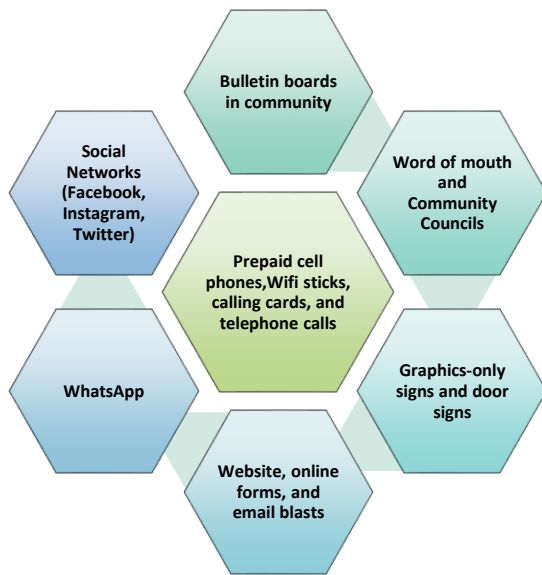 Bulletin boards
in community
Social
Networks
(Facebook,
Instagram,
Twitter)
Word of mouth
and
Community
Councils
Prepaid cell
phones,Wifi sticks,
calling cards, and
telephone calls
WhatsApp
Graphics-only
signs and door
signs
Website, online
forms, and
email blasts